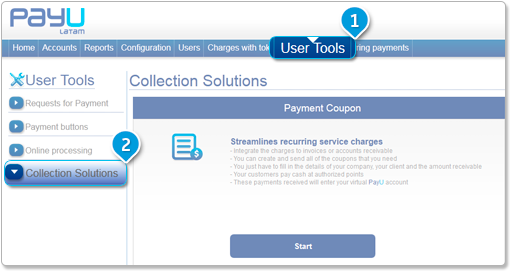 PayU
LATAM
1
Home Accounts Reports Configuration Users Charges with tok User Tools ring payments
User Tools
Requests for Payment
Payment buttons
Online processing
2
Collection Solutions
Collection Solutions
Payment Coupon
Streamlines recurring service charges
- Integrate the charges to invoices or accounts receivable
- You can create and send all of the coupons that you need
- You just have to fill in the details of your company, your client and the amount receivable
- Your customers pay cash at authorized points
- These payments received will enter your virtual PayU account
$
Start